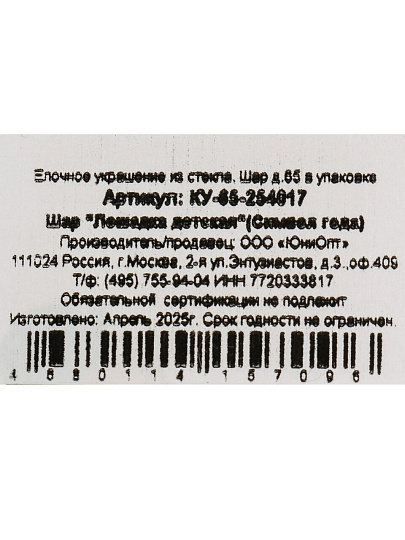 Елочное украшение из стекла. Шар д.85 в упаковке
Артикул: КУ-85-254017
Шар "Лошадка детская"(Символ года)
Производитель/продавец: ООО «ЮниОпт»
111024 Россия, г.Москва, 2-я ул.Энтузиастов, д.3.,оф.409
Т/ф: (495) 755-94-04 ИНН 7720333817
Обязательной сертификации не подлежит
Изготовлено: Апрель 2025г. Срок годности не ограничен.
4 680114 157096